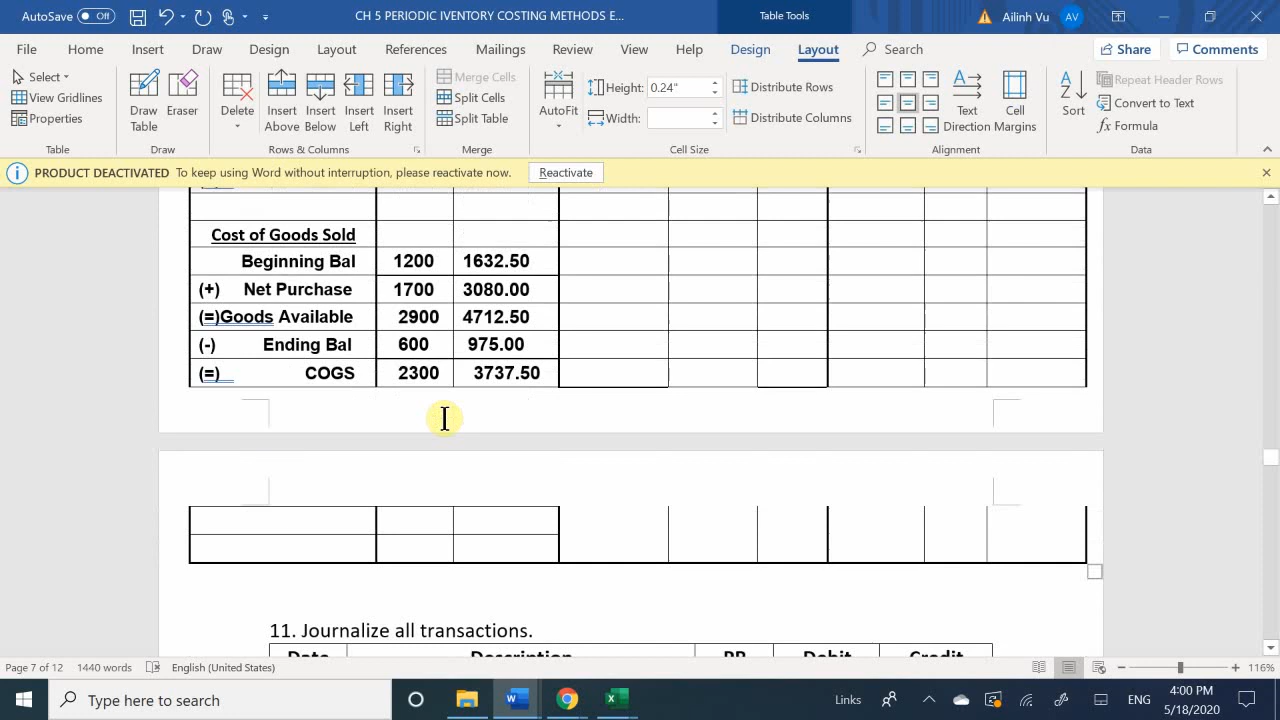 AutoSave Off CH 5 PERIODIC IVENTORY COSTING METHODS E... Table Tools Ailinh Vu AV
File Home Insert Draw Design Layout References Mailings Review View Help Design Layout Search Share Comments
Select View Gridlines Properties Table
Draw Table Eraser Draw
Delete Insert Above Insert Below Insert Left Insert Right Rows & Columns
Merge Cells Split Cells Split Table Merge
AutoFit Height: 0.24" Width: Distribute Rows Distribute Columns Cell Size
Text Direction Cell Margins Alignment
Sort Repeat Header Rows Convert to Text Formula Data
PRODUCT DEACTIVATED To keep using Word without interruption, please reactivate now. Reactivate
Cost of Goods Sold
Beginning Bal 1200 1632.50
(+) Net Purchase 1700 3080.00
(=)Goods Available 2900 4712.50
(-) Ending Bal 600 975.00
(=) COGS 2300 3737.50
11. Journalize all transactions.
Date Description PR Debit Credit
Page 7 of 12 1440 words English (United States) 116%
Type here to search Links ENG 4:00 PM
5/18/2020